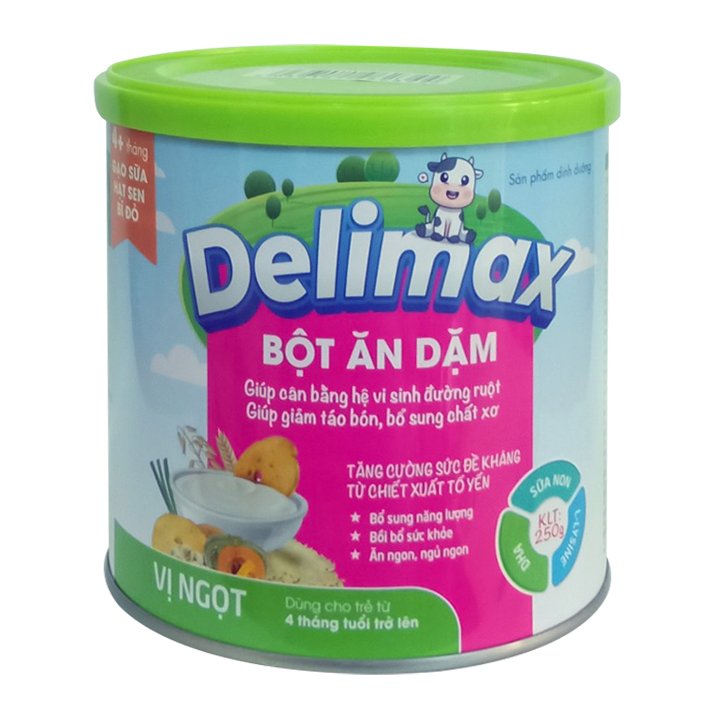 4+ tháng
GẠO SỮA
HẠT SEN
BÍ ĐỎ
Sản phẩm dinh dưỡng
Delimax
BỘT ĂN DẶM
Giúp cân bằng hệ vi sinh đường ruột
Giúp giảm táo bón, bổ sung chất xơ
TĂNG CƯỜNG SỨC ĐỀ KHÁNG
TỪ CHIẾT XUẤT TỔ YẾN
Bổ sung năng lượng
Bồi bổ sức khỏe
Ăn ngon, ngủ ngon
SỮA NON
L-LYSINE
DHA
KLT:
250g
VỊ NGỌT
Dùng cho trẻ từ
4 tháng tuổi trở lên